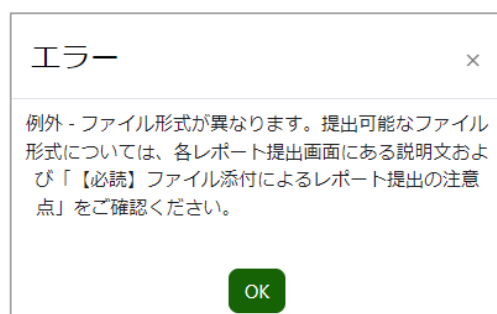 エラー
×
例外 - ファイル形式が異なります。提出可能なファイル
形式については、各レポート提出画面にある説明文およ
び「【必読】ファイル添付によるレポート提出の注意
点」をご確認ください。
OK